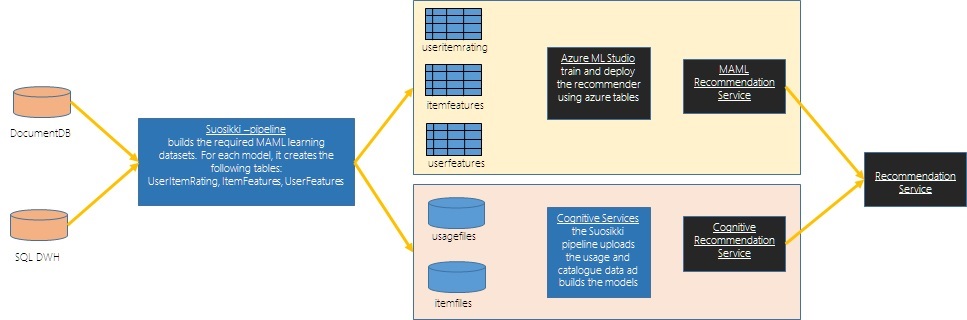 DocumentDB
SQL DWH
Suosikki –pipeline
builds the required MAML learning
datasets. For each model, it creates the
following tables:
UserItemRating, ItemFeatures, UserFeatures
useritemrating
itemfeatures
userfeatures
Azure ML Studio
train and deploy
the recommender
using azure tables
MAML
Recommendation
Service
usagefiles
itemfiles
Cognitive Services
the Suosikki
pipeline uploads
the usage and
catalogue data ad
builds the models
Cognitive
Recommendation
Service
Recommendation
Service